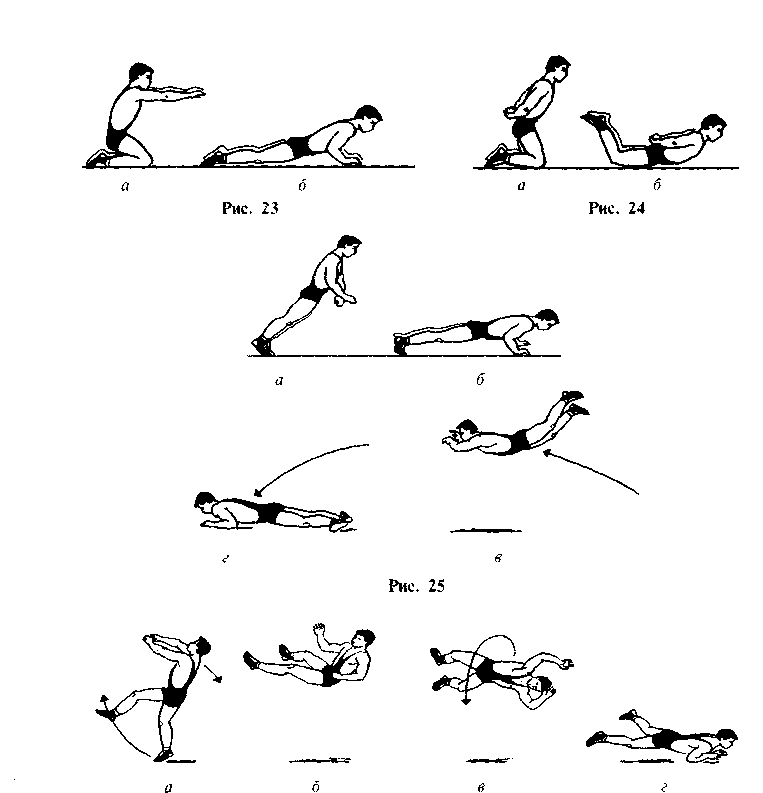 а б а б
Рис. 23 Рис. 24
а б
г в
Рис. 25
а б в г